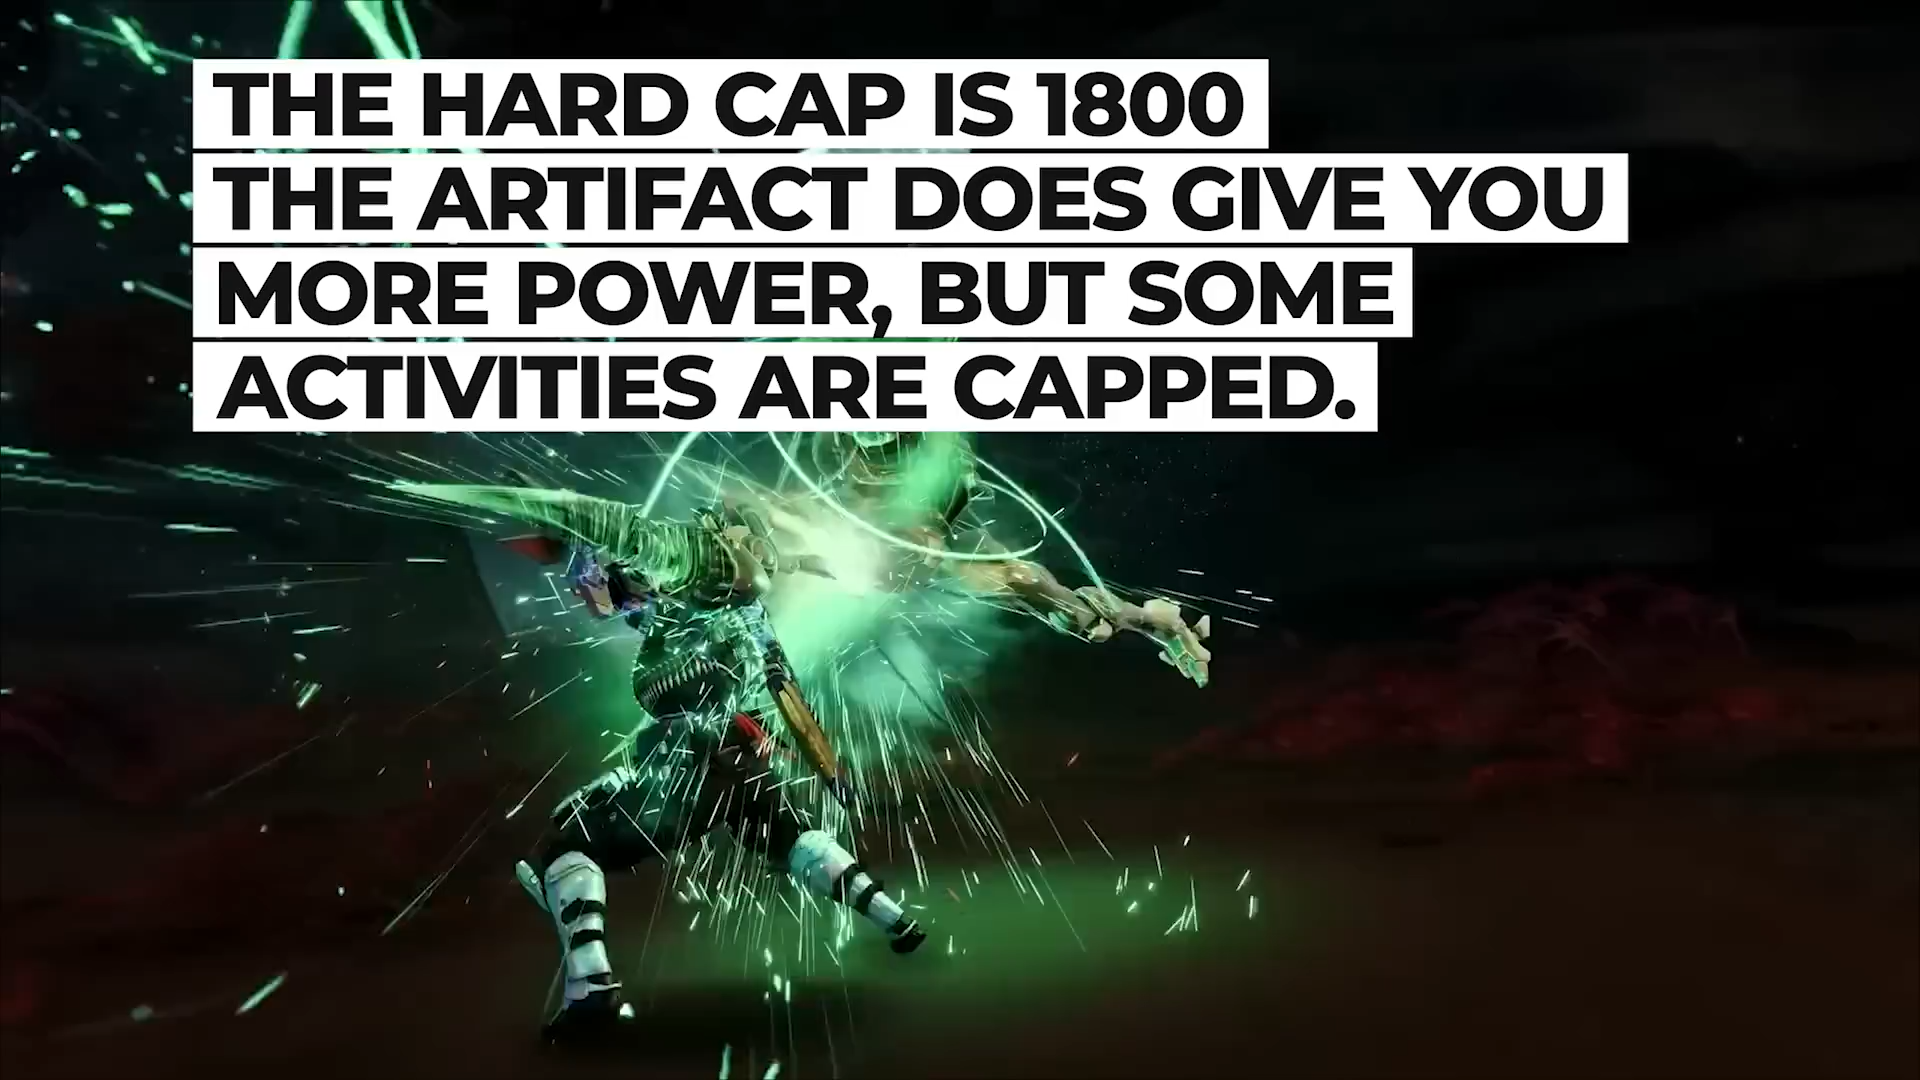 THE HARD CAP IS 1800
THE ARTIFACT DOES GIVE YOU
MORE POWER, BUT SOME
ACTIVITIES ARE CAPPED.